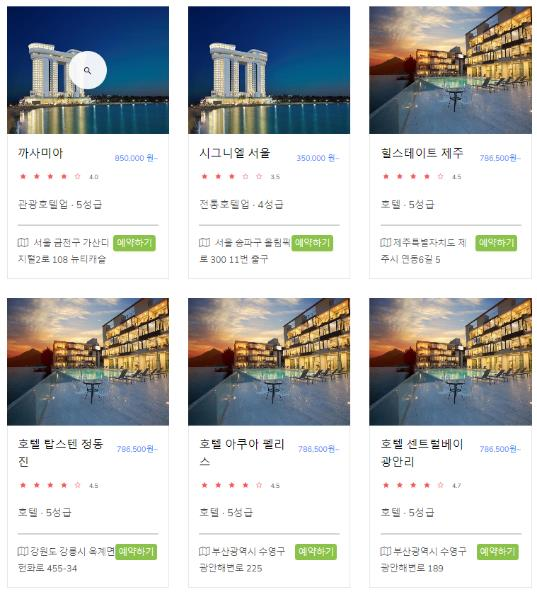 까사미아
850,000 원~
4.0
관광호텔업 · 5성급
서울 금천구 가산디
지털2로 108 뉴티캐슬
예약하기
시그니엘 서울
350,000 원~
3.5
전통호텔업 · 4성급
서울 송파구 올림픽
로 300 11번 출구
예약하기
힐스테이트 제주
786,500원~
4.5
호텔 · 5성급
제주특별자치도 제
주시 연동6길 5
예약하기
호텔 탑스텐 정동
진
786,500원~
4.5
호텔 · 5성급
강원도 강릉시 옥계면
헌화로 455-34
예약하기
호텔 아쿠아 펠리
스
786,500원~
4.5
호텔 · 5성급
부산광역시 수영구
광안해변로 225
예약하기
호텔 센트럴베이
광안리
786,500원~
4.7
호텔 · 5성급
부산광역시 수영구
광안해변로 189
예약하기